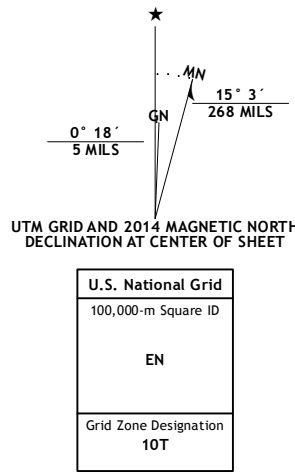 MN
GN
15° 3´
268 MILS
0° 18´
5 MILS
UTM GRID AND 2014 MAGNETIC NORTH
DECLINATION AT CENTER OF SHEET
U.S. National Grid
100,000-m Square ID
EN
Grid Zone Designation
10T